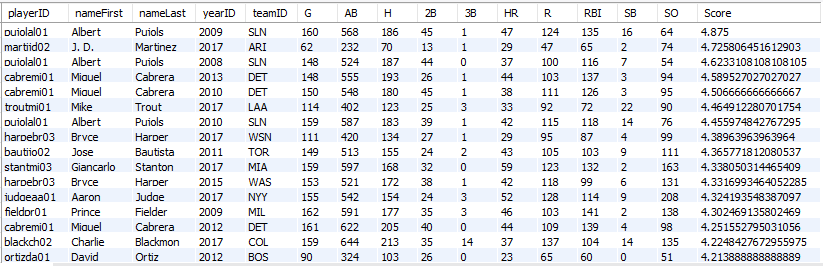 playerID nameFirst nameLast yearID teamID G AB H 2B 3B HR R RBI SB SO Score
pujolal01 Albert Pujols 2009 SLN 160 568 186 45 1 47 124 135 16 64 4.875
martijd02 J. D. Martinez 2017 ARI 62 232 70 13 1 29 47 65 2 74 4.725806451612903
pujolal01 Albert Pujols 2008 SLN 148 524 187 44 0 37 100 116 7 54 4.6233108108108105
cabremi01 Miguel Cabrera 2013 DET 148 555 193 26 1 44 103 137 3 94 4.589527027027027
cabremi01 Miguel Cabrera 2010 DET 150 548 180 45 1 38 111 126 3 95 4.506666666666667
troutmi01 Mike Trout 2017 LAA 114 402 123 25 3 33 92 72 22 90 4.464912280701754
pujolal01 Albert Pujols 2010 SLN 159 587 183 39 1 42 115 118 14 76 4.455974842767295
harpebr03 Bryce Harper 2017 WSN 111 420 134 27 1 29 95 87 4 99 4.38963963963964
bautijo02 Jose Bautista 2011 TOR 149 513 155 24 2 43 105 103 9 111 4.365771812080537
stantmi03 Giancarlo Stanton 2017 MIA 159 597 168 32 0 59 123 132 2 163 4.338050314465409
harpebr03 Bryce Harper 2015 WAS 153 521 172 38 1 42 118 99 6 131 4.3316993464052285
judgeaa01 Aaron Judge 2017 NYY 155 542 154 24 3 52 128 114 9 208 4.324193548387097
fieldpr01 Prince Fielder 2009 MIL 162 591 177 35 3 46 103 141 2 138 4.302469135802469
cabremi01 Miguel Cabrera 2012 DET 161 622 205 40 0 44 109 139 4 98 4.251552795031056
blackch02 Charlie Blackmon 2017 COL 159 644 213 35 14 37 137 104 14 135 4.2248427672955975
ortizda01 David Ortiz 2012 BOS 90 324 103 26 0 23 65 60 0 51 4.213888888888889